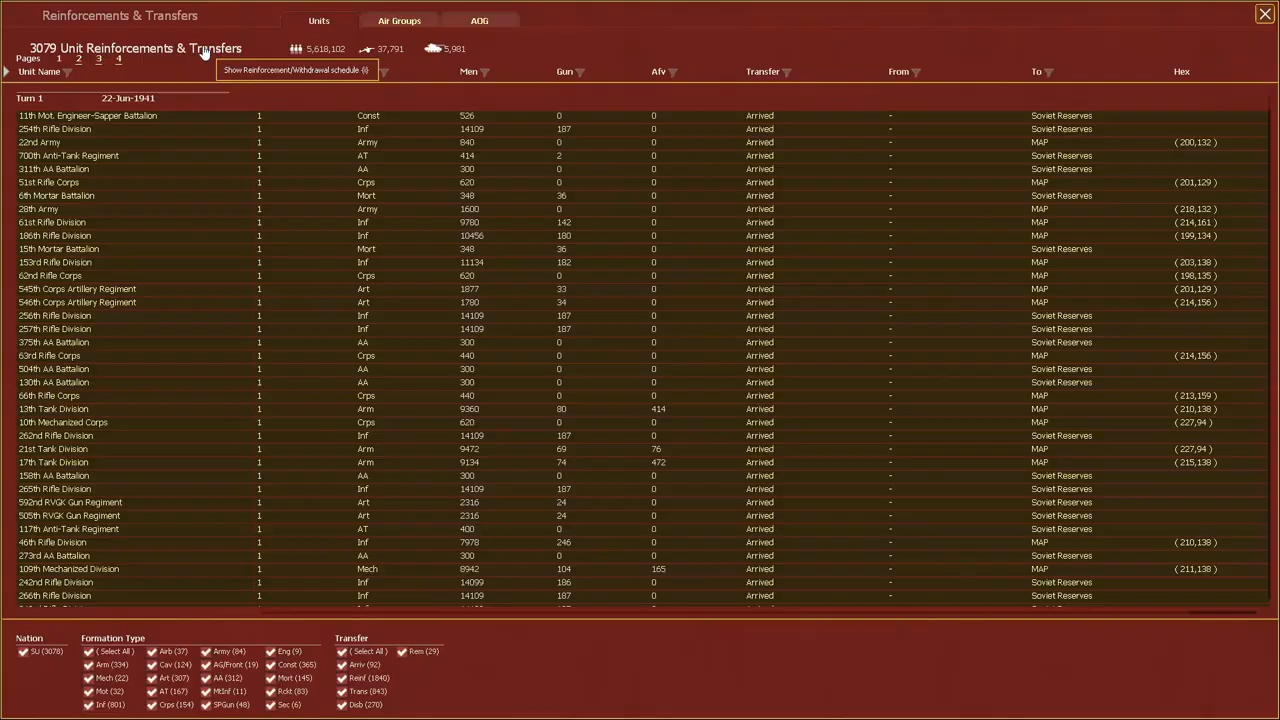 Reinforcements & Transfers
Units Air Groups AOG
3079 Unit Reinforcements & Transfers 5,618,102 37,791 5,981
Pages 1 2 3 4
Show Reinforcement/Withdrawal schedule (i)
Unit Name Men Gun Afv Transfer From To Hex
Turn 1 22-Jun-1941
11th Mot. Engineer-Sapper Battalion 1 Const 526 0 0 Arrived - Soviet Reserves
254th Rifle Division 1 Inf 14109 187 0 Arrived - Soviet Reserves
22nd Army 1 Army 840 0 0 Arrived - MAP ( 200,132 )
700th Anti-Tank Regiment 1 AT 414 2 0 Arrived - Soviet Reserves
311th AA Battalion 1 AA 300 0 0 Arrived - Soviet Reserves
51st Rifle Corps 1 Crps 620 0 0 Arrived - MAP ( 201,129 )
6th Mortar Battalion 1 Mort 348 36 0 Arrived - Soviet Reserves
28th Army 1 Army 1600 0 0 Arrived - MAP ( 218,132 )
61st Rifle Division 1 Inf 9780 142 0 Arrived - MAP ( 214,161 )
186th Rifle Division 1 Inf 10456 180 0 Arrived - MAP ( 199,134 )
15th Mortar Battalion 1 Mort 348 36 0 Arrived - Soviet Reserves
153rd Rifle Division 1 Inf 11134 182 0 Arrived - MAP ( 203,138 )
62nd Rifle Corps 1 Crps 620 0 0 Arrived - MAP ( 198,135 )
545th Corps Artillery Regiment 1 Art 1877 33 0 Arrived - MAP ( 201,129 )
546th Corps Artillery Regiment 1 Art 1780 34 0 Arrived - MAP ( 214,156 )
256th Rifle Division 1 Inf 14109 187 0 Arrived - Soviet Reserves
257th Rifle Division 1 Inf 14109 187 0 Arrived - Soviet Reserves
375th AA Battalion 1 AA 300 0 0 Arrived - Soviet Reserves
63rd Rifle Corps 1 Crps 440 0 0 Arrived - MAP ( 214,156 )
504th AA Battalion 1 AA 300 0 0 Arrived - Soviet Reserves
130th AA Battalion 1 AA 300 0 0 Arrived - Soviet Reserves
66th Rifle Corps 1 Crps 440 0 0 Arrived - MAP ( 213,159 )
13th Tank Division 1 Arm 9360 80 414 Arrived - MAP ( 210,138 )
10th Mechanized Corps 1 Crps 620 0 0 Arrived - MAP ( 227,94 )
262nd Rifle Division 1 Inf 14109 187 0 Arrived - Soviet Reserves
21st Tank Division 1 Arm 9472 69 76 Arrived - MAP ( 227,94 )
17th Tank Division 1 Arm 9134 74 472 Arrived - MAP ( 215,138 )
158th AA Battalion 1 AA 300 0 0 Arrived - Soviet Reserves
265th Rifle Division 1 Inf 14109 187 0 Arrived - Soviet Reserves
592nd RVGK Gun Regiment 1 Art 2316 24 0 Arrived - Soviet Reserves
505th RVGK Gun Regiment 1 Art 2316 24 0 Arrived - Soviet Reserves
117th Anti-Tank Regiment 1 AT 400 0 0 Arrived - Soviet Reserves
46th Rifle Division 1 Inf 7978 246 0 Arrived - MAP ( 210,138 )
273rd AA Battalion 1 AA 300 0 0 Arrived - Soviet Reserves
109th Mechanized Division 1 Mech 8942 104 165 Arrived - MAP ( 211,138 )
242nd Rifle Division 1 Inf 14099 186 0 Arrived - Soviet Reserves
266th Rifle Division 1 Inf 14109 187 0 Arrived - Soviet Reserves
Nation Formation Type Transfer
SU (3078) ( Select All ) Airb (37) Army (84) Eng (9) ( Select All ) Rem (29)
Arm (334) Cav (124) AG/Front (19) Const (365) Arriv (92)
Mech (22) Art (307) AA (312) Mort (145) Reinf (1840)
Mot (32) AT (167) MtInf (11) Rckt (83) Trans (843)
Inf (801) Crps (154) SPGun (48) Sec (6) Disb (270)